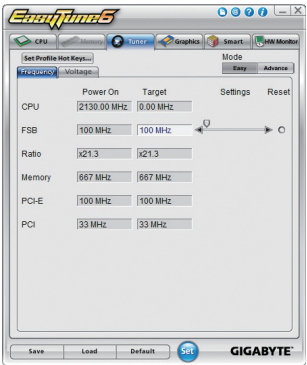 EasyTune6
CPU Memory Tuner Graphics Smart HW Monitor
Set Profile Hot Keys... Mode
Frequency Voltage Easy Advance
Power On Target Settings Reset
CPU 2130.00 MHz 0.00 MHz
FSB 100 MHz 100 MHz
Ratio x21.3 x21.3
Memory 667 MHz 667 MHz
PCI-E 100 MHz 100 MHz
PCI 33 MHz 33 MHz
Save Load Default Set GIGABYTE™